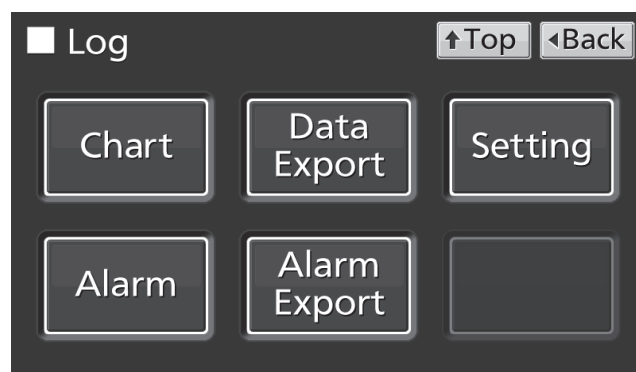 Log
Top
Back
Chart
Data
Export
Setting
Alarm
Alarm
Export